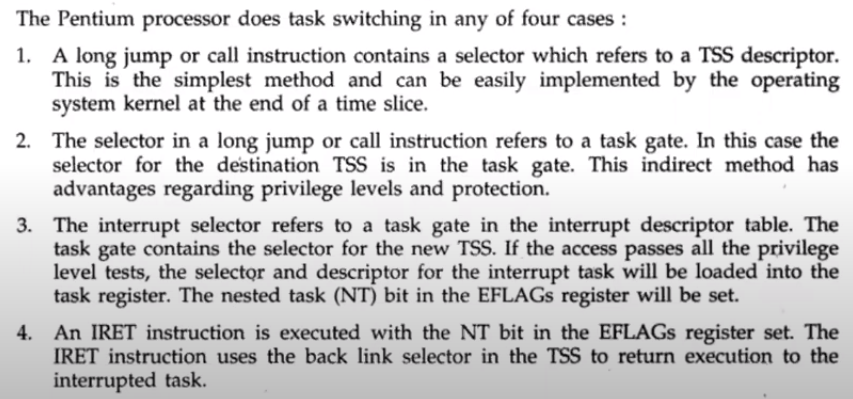 The Pentium processor does task switching in any of four cases :
1. A long jump or call instruction contains a selector which refers to a TSS descriptor.
This is the simplest method and can be easily implemented by the operating
system kernel at the end of a time slice.
2. The selector in a long jump or call instruction refers to a task gate. In this case the
selector for the destination TSS is in the task gate. This indirect method has
advantages regarding privilege levels and protection.
3. The interrupt selector refers to a task gate in the interrupt descriptor table. The
task gate contains the selector for the new TSS. If the access passes all the privilege
level tests, the selector and descriptor for the interrupt task will be loaded into the
task register. The nested task (NT) bit in the EFLAGs register will be set.
4. An IRET instruction is executed with the NT bit in the EFLAGs register set. The
IRET instruction uses the back link selector in the TSS to return execution to the
interrupted task.